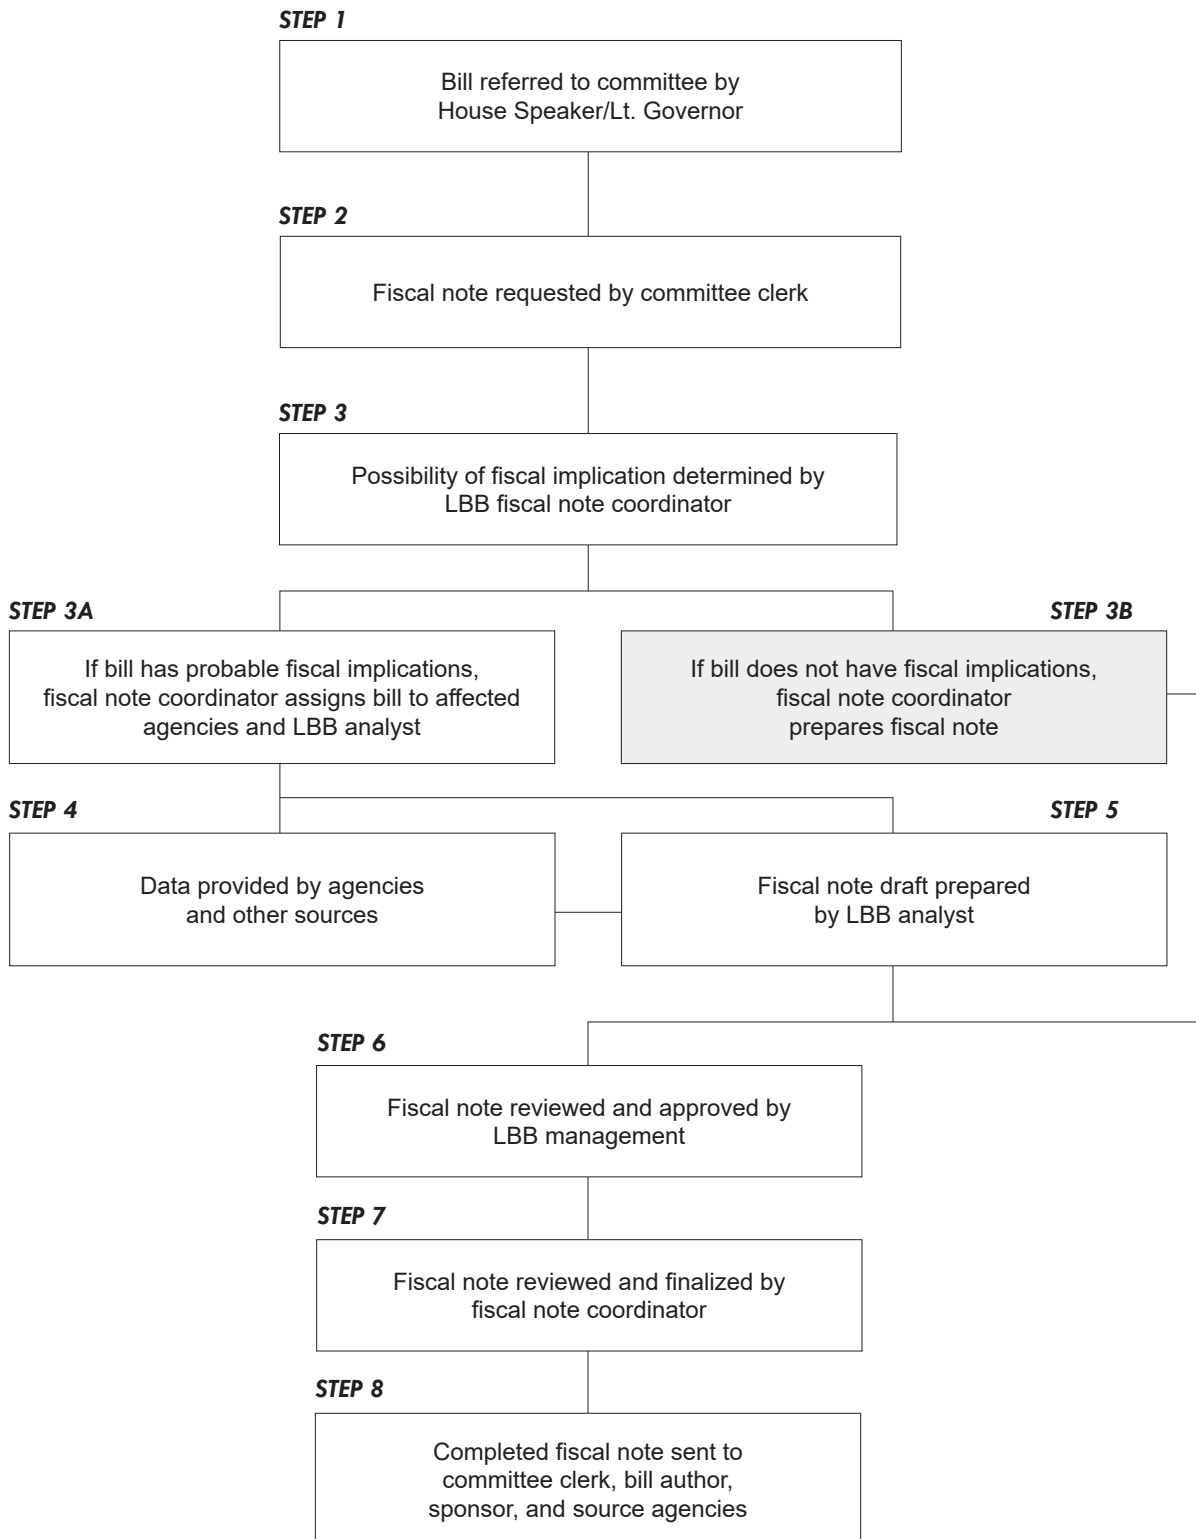 STEP 1
Bill referred to committee by
House Speaker/Lt. Governor
STEP 2
Fiscal note requested by committee clerk
STEP 3
Possibility of fiscal implication determined by
LBB fiscal note coordinator
STEP 3A
If bill has probable fiscal implications,
fiscal note coordinator assigns bill to affected
agencies and LBB analyst
STEP 3B
If bill does not have fiscal implications,
fiscal note coordinator
prepares fiscal note
STEP 4
Data provided by agencies
and other sources
STEP 5
Fiscal note draft prepared
by LBB analyst
STEP 6
Fiscal note reviewed and approved by
LBB management
STEP 7
Fiscal note reviewed and finalized by
fiscal note coordinator
STEP 8
Completed fiscal note sent to
committee clerk, bill author,
sponsor, and source agencies